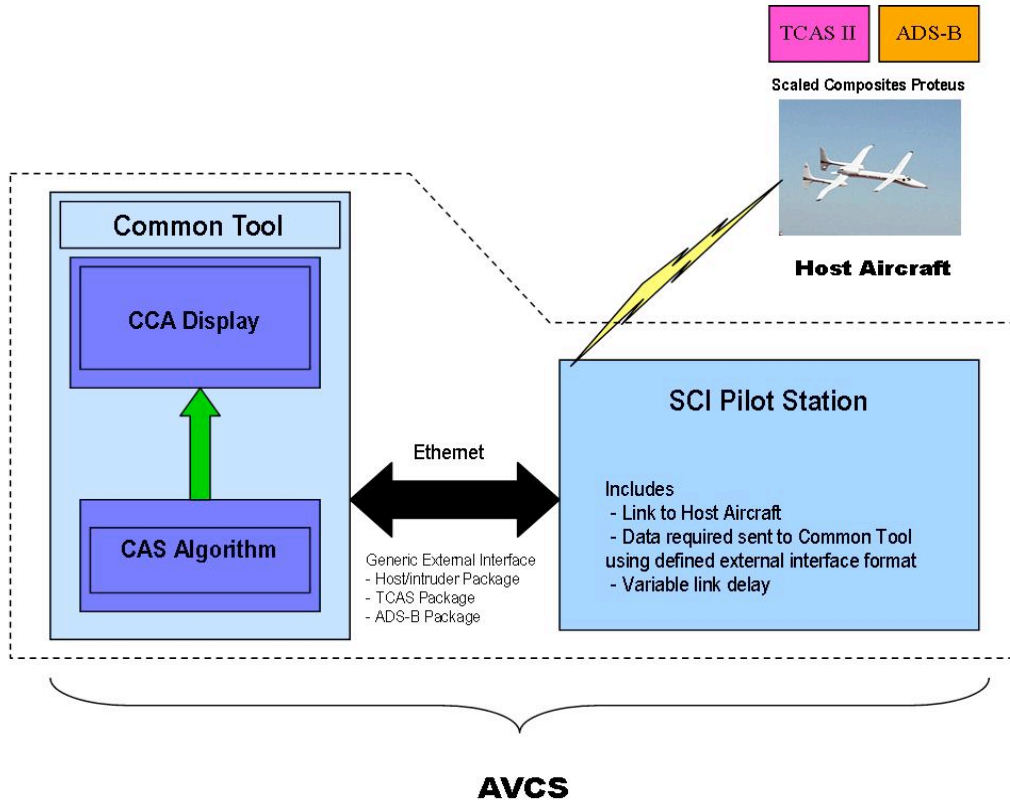 TCAS II
ADS-B
Scaled Composites Proteus
Host Aircraft
Common Tool
CCA Display
CAS Algorithm
Ethernet
Generic External Interface
- Host/intruder Package
- TCAS Package
- ADS-B Package
SCI Pilot Station
Includes
- Link to Host Aircraft
- Data required sent to Common Tool
using defined external interface format
- Variable link delay
AVCS